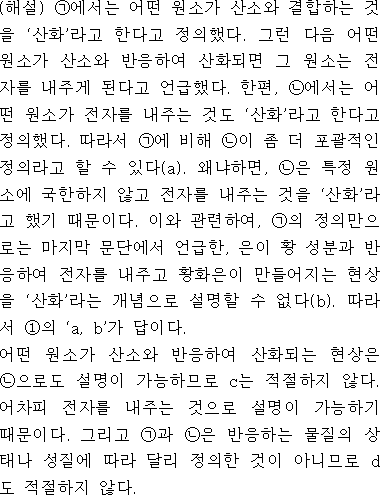 (해설) ㉠에서는 어떤 원소가 산소와 결합하는 것
을 ‘산화’라고 한다고 정의했다. 그런 다음 어떤
원소가 산소와 반응하여 산화되면 그 원소는 전
자를 내주게 된다고 언급했다. 한편, ㉡에서는 어
떤 원소가 전자를 내주는 것도 ‘산화’라고 한다고
정의했다. 따라서 ㉠에 비해 ㉡이 좀 더 포괄적인
정의라고 할 수 있다(a). 왜냐하면, ㉡은 특정 원
소에 국한하지 않고 전자를 내주는 것을 ‘산화’라
고 했기 때문이다. 이와 관련하여, ㉠의 정의만으
로는 마지막 문단에서 언급한, 은이 황 성분과 반
응하여 전자를 내주고 황화은이 만들어지는 현상
을 ‘산화’라는 개념으로 설명할 수 없다(b). 따라
서 ①의 ‘a, b’가 답이다.
어떤 원소가 산소와 반응하여 산화되는 현상은
㉡으로도 설명이 가능하므로 c는 적절하지 않다.
어차피 전자를 내주는 것으로 설명이 가능하기
때문이다. 그리고 ㉠과 ㉡은 반응하는 물질의 상
태나 성질에 따라 달리 정의한 것이 아니므로 d
도 적절하지 않다.